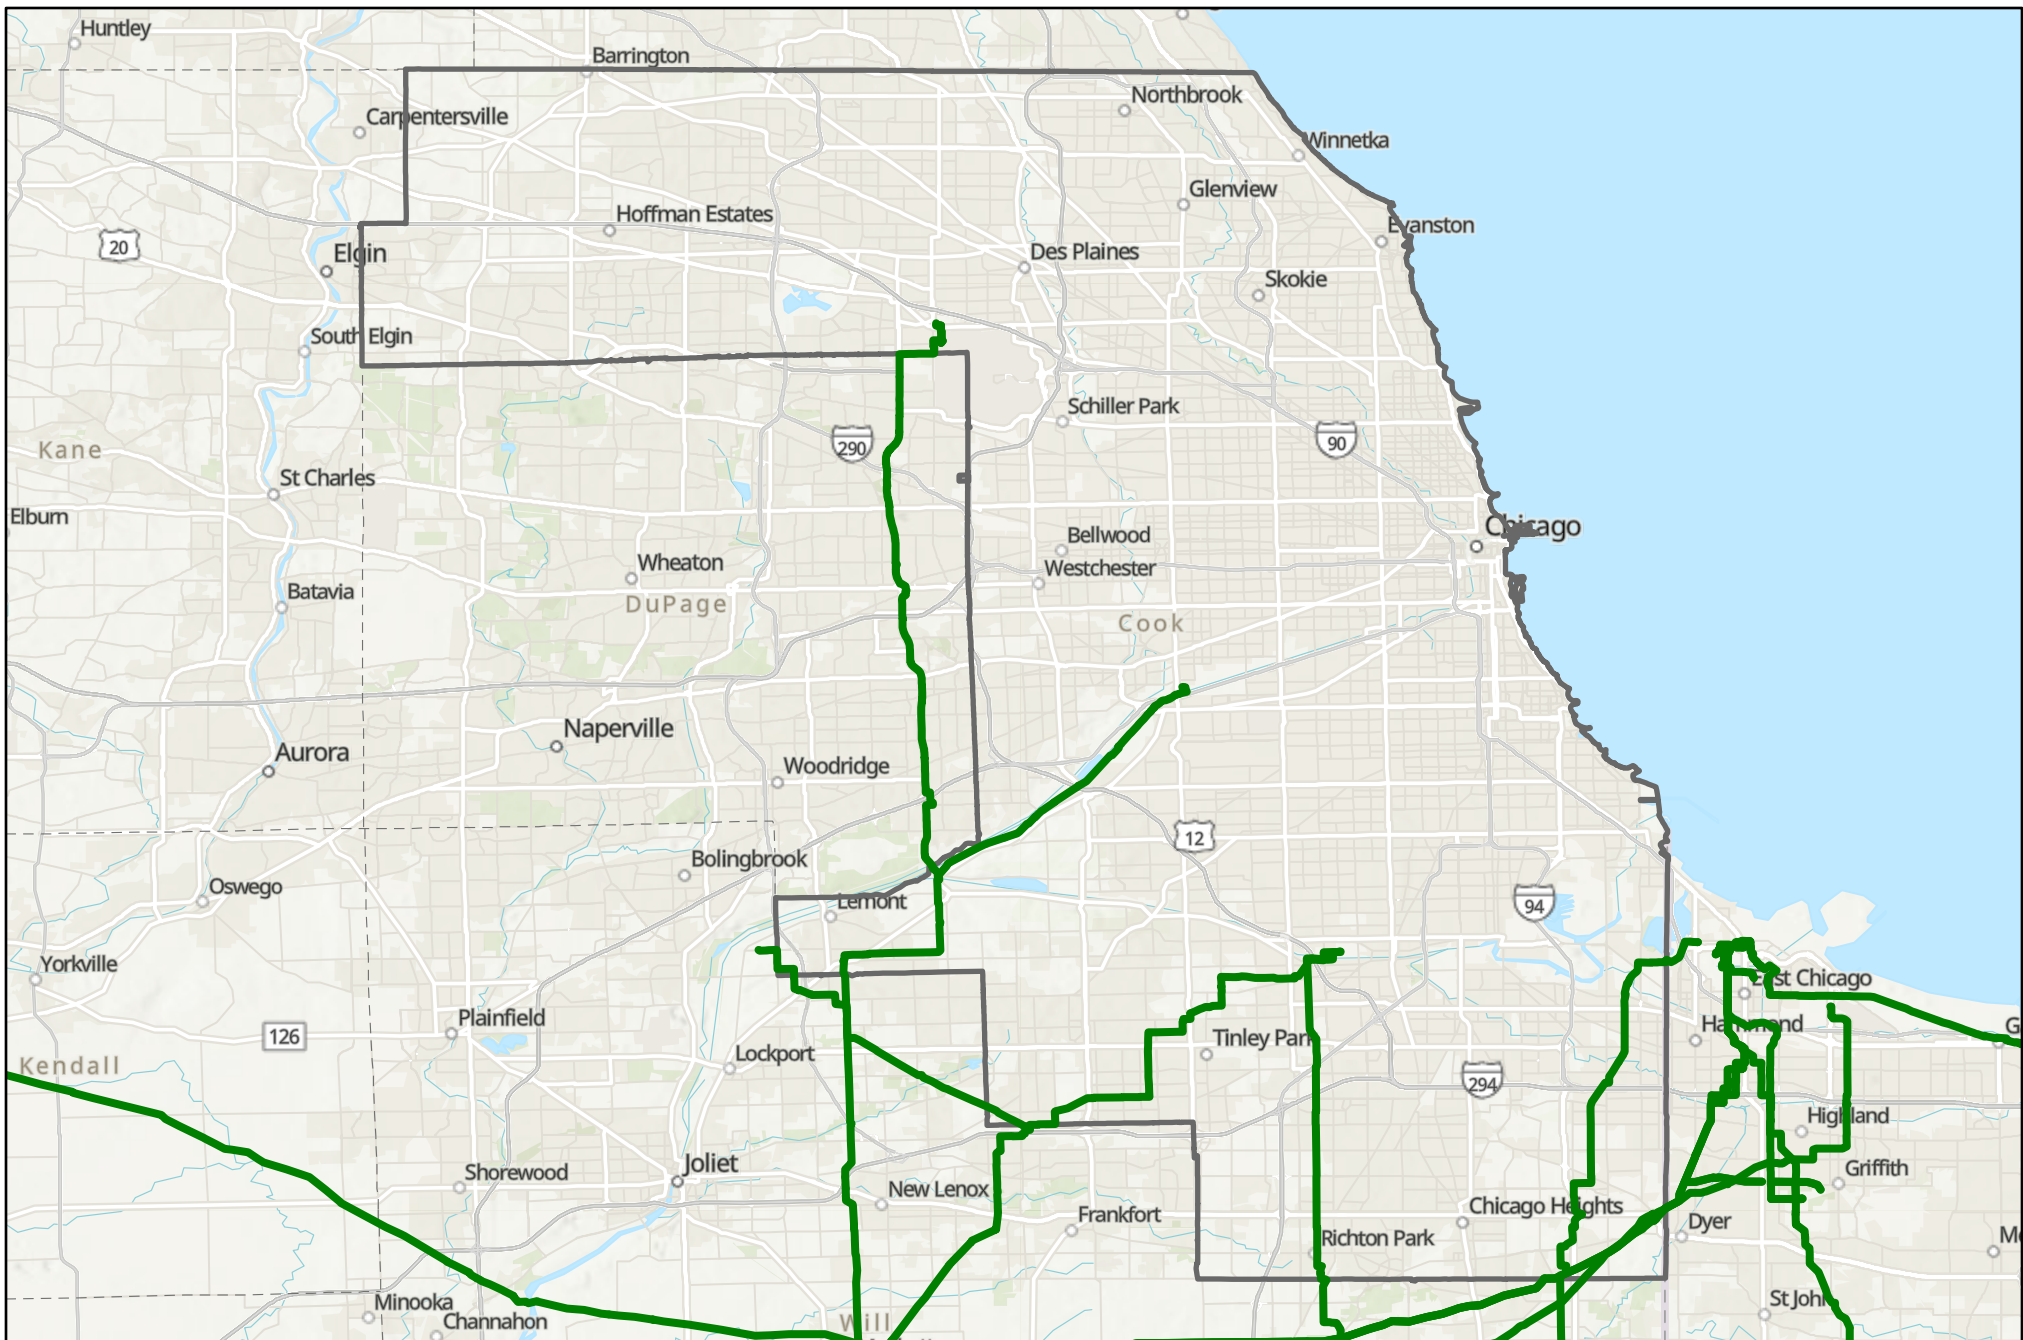 Huntley
Barrington
Carpentersville
Northbrook
Winnetka
Glenview
Hoffman Estates
Evanston
20
Elgin
Des Plaines
Skokie
South Elgin
Schiller Park
290
90
Kane
St Charles
Elburn
Chicago
Bellwood
Wheaton
Westchester
Batavia
DuPage
Cook
Naperville
Aurora
Woodridge
12
Bolingbrook
Oswego
Lemont
94
Yorkville
East Chicago
Plainfield
126
Hammond
G
Tinley Park
Lockport
Kendall
294
Highland
Joliet
Shorewood
Griffith
New Lenox
Chicago Heights
Frankfort
Dyer
Richton Park
Minooka
St John
Channahon
Will